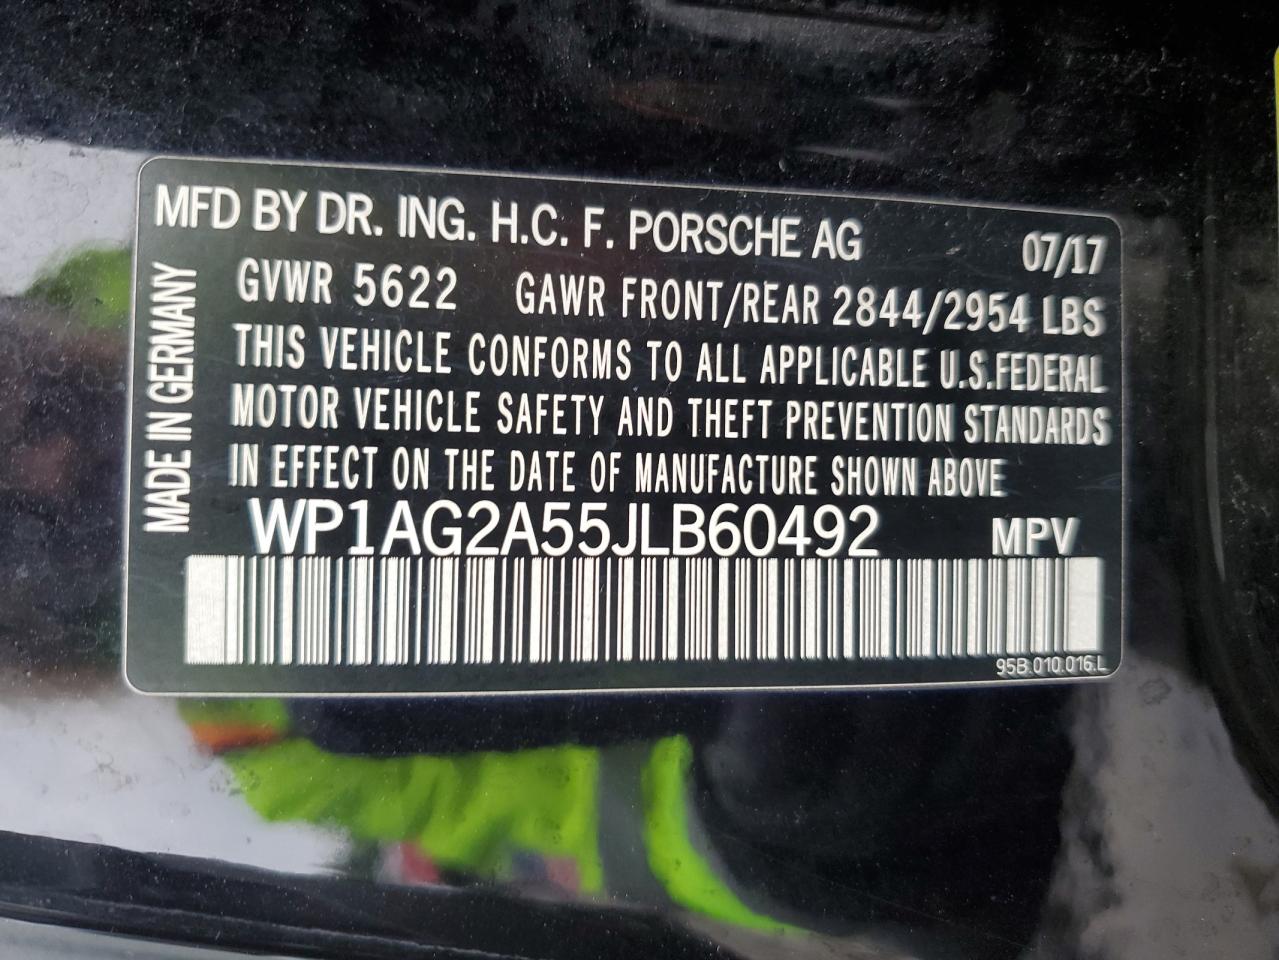 MFD BY DR. ING. H.C. F. PORSCHE AG 07/17
GVWR 5622 GAWR FRONT/REAR 2844/2954 LBS
THIS VEHICLE CONFORMS TO ALL APPLICABLE U.S.FEDERAL
MOTOR VEHICLE SAFETY AND THEFT PREVENTION STANDARDS
IN EFFECT ON THE DATE OF MANUFACTURE SHOWN ABOVE
WP1AG2A55JLB60492 MPV
95B.010.016.L
MADE IN GERMANY